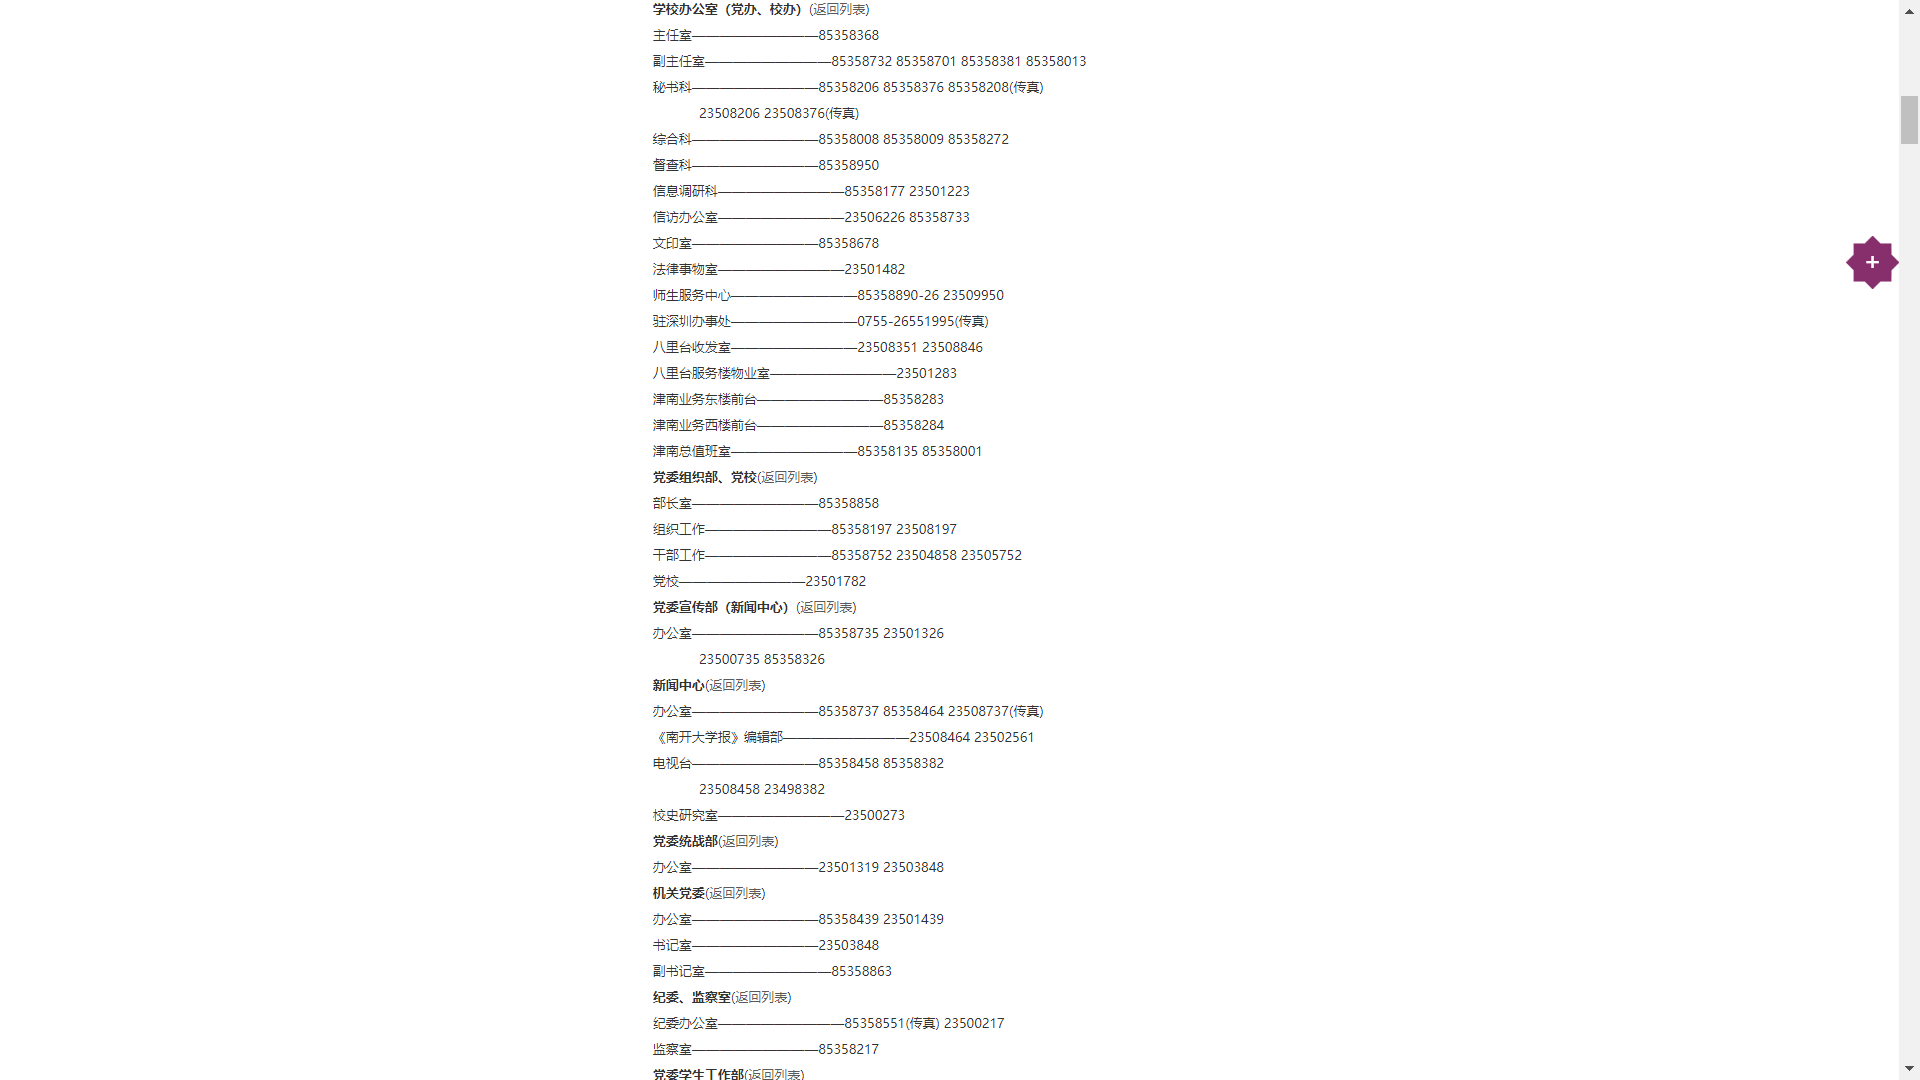 学校办公室（党办、校办）(返回列表)
主任室——————————85358368
副主任室——————————85358732 85358701 85358381 85358013
秘书科——————————85358206 85358376 85358208(传真)
23508206 23508376(传真)
综合科——————————85358008 85358009 85358272
督查科——————————85358950
信息调研科——————————85358177 23501223
信访办公室——————————23506226 85358733
文印室——————————85358678
法律事物室——————————23501482
师生服务中心——————————85358890-26 23509950
驻深圳办事处——————————0755-26551995(传真)
八里台收发室——————————23508351 23508846
八里台服务楼物业室——————————23501283
津南业务东楼前台——————————85358283
津南业务西楼前台——————————85358284
津南总值班室——————————85358135 85358001
党委组织部、党校(返回列表)
部长室——————————85358858
组织工作——————————85358197 23508197
干部工作——————————85358752 23504858 23505752
党校——————————23501782
党委宣传部（新闻中心）(返回列表)
办公室——————————85358735 23501326
23500735 85358326
新闻中心(返回列表)
办公室——————————85358737 85358464 23508737(传真)
《南开大学报》编辑部——————————23508464 23502561
电视台——————————85358458 85358382
23508458 23498382
校史研究室——————————23500273
党委统战部(返回列表)
办公室——————————23501319 23503848
机关党委(返回列表)
办公室——————————85358439 23501439
书记室——————————23503848
副书记室——————————85358863
纪委、监察室(返回列表)
纪委办公室——————————85358551(传真) 23500217
监察室——————————85358217
党委学生工作部(返回列表)